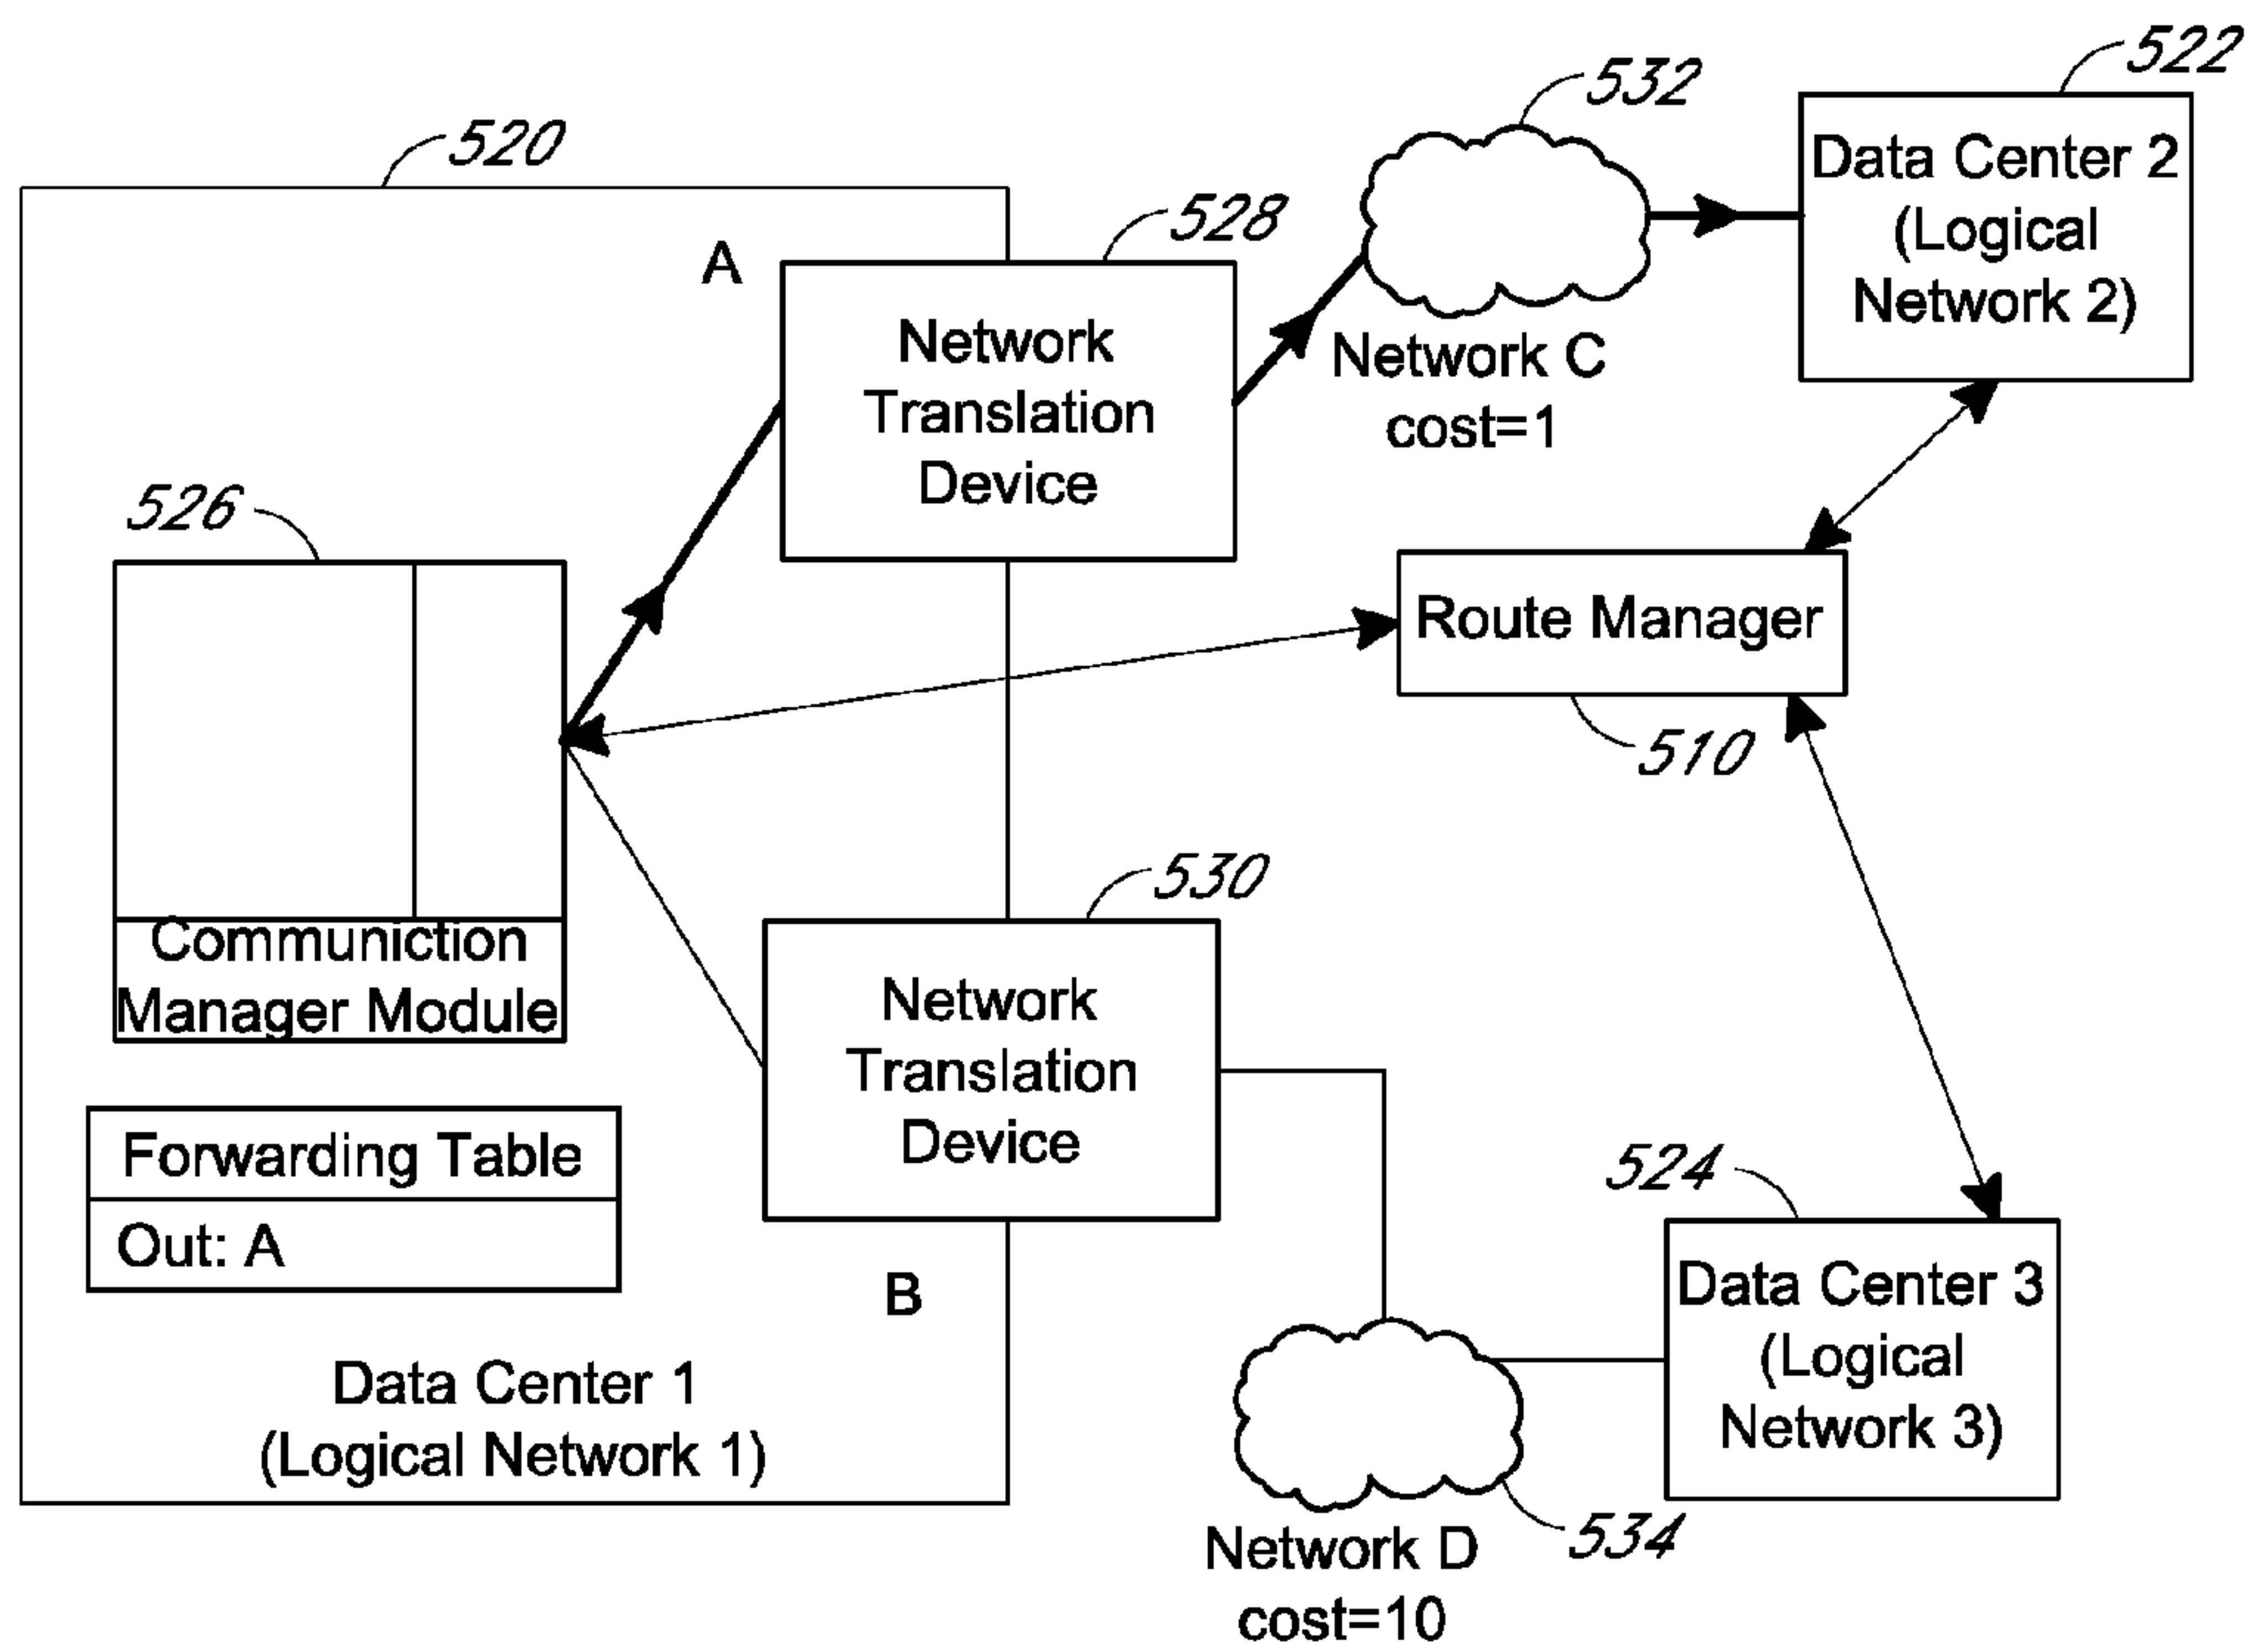 522
532
Data Center 2
(Logical
Network 2)
520
528
A
Network
Translation
Device
Network C
cost=1
526
Route Manager
510
Communiction
Manager Module
530
Network
Translation
Device
Forwarding Table
Out: A
B
524
Data Center 3
(Logical
Network 3)
Data Center 1
(Logical Network 1)
534
Network D
cost=10